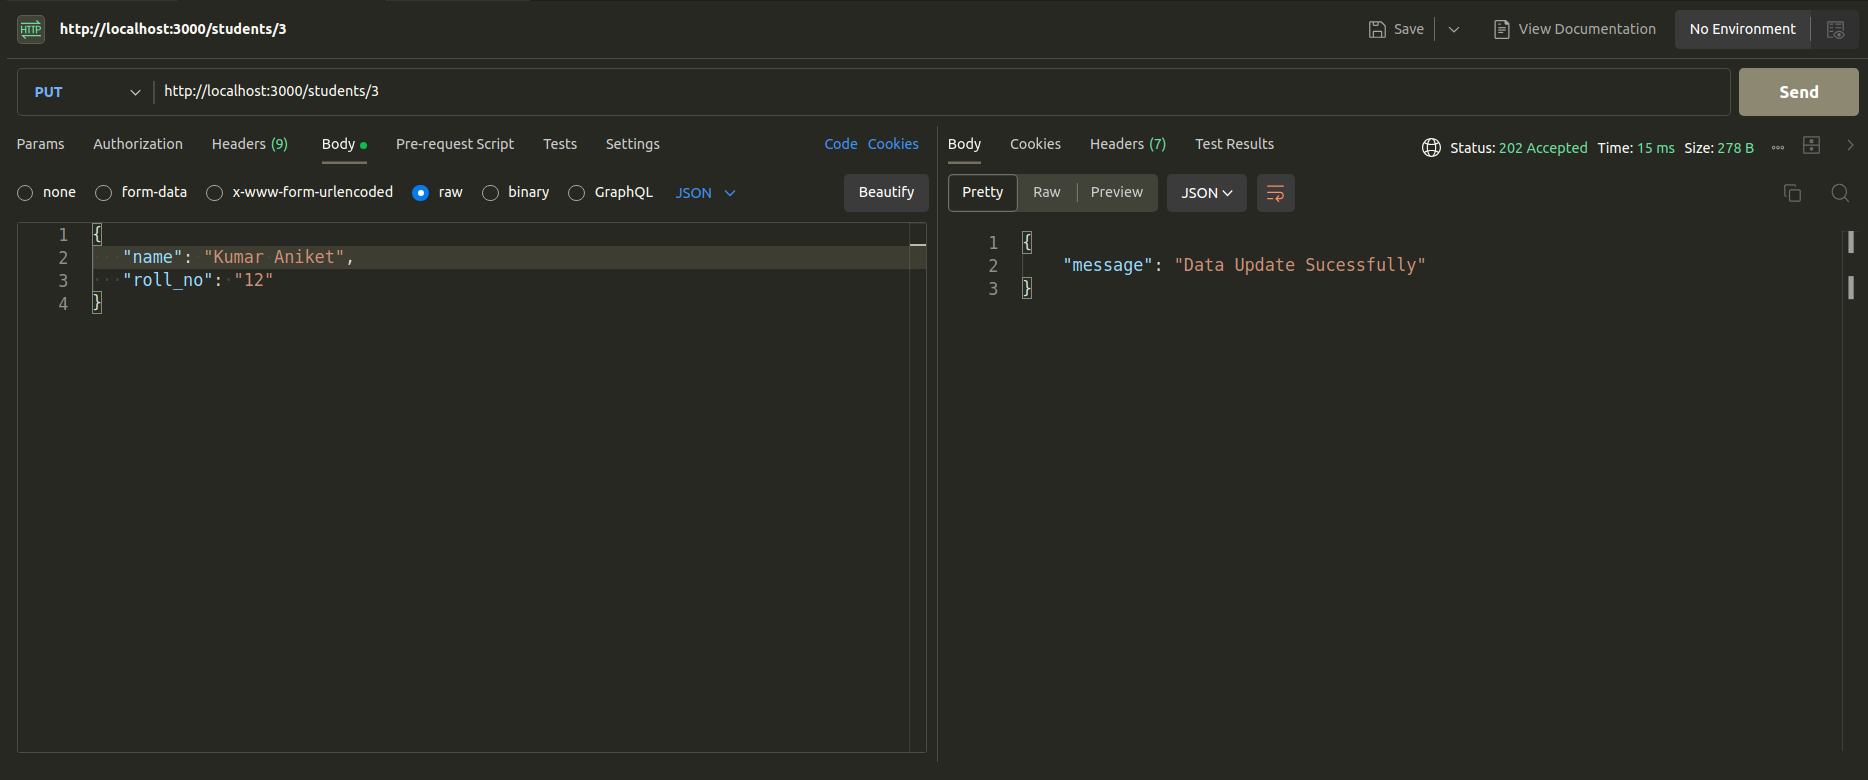 HTTP http://localhost:3000/students/3 Save View Documentation No Environment
PUT http://localhost:3000/students/3 Send
Params Authorization Headers (9) Body Pre-request Script Tests Settings Code Cookies
none form-data x-www-form-urlencoded raw binary GraphQL JSON Beautify
1 {
2 "name": "Kumar Aniket",
3 "roll_no": "12"
4 }
Body Cookies Headers (7) Test Results Status: 202 Accepted Time: 15 ms Size: 278 B
Pretty Raw Preview JSON
1 {
2 "message": "Data Update Sucessfully"
3 }